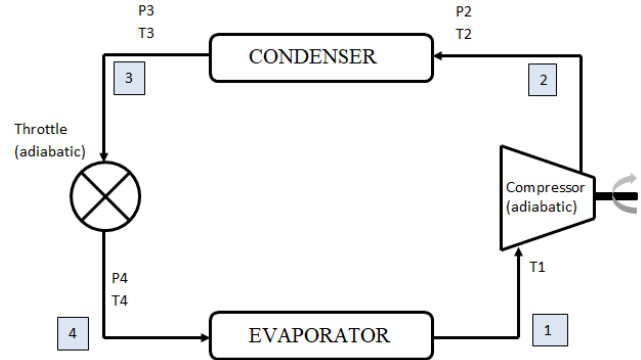 P3
T3
P2
T2
CONDENSER
3
2
Throttle
(adiabatic)
Compressor
(adiabatic)
T1
P4
T4
4
EVAPORATOR
1